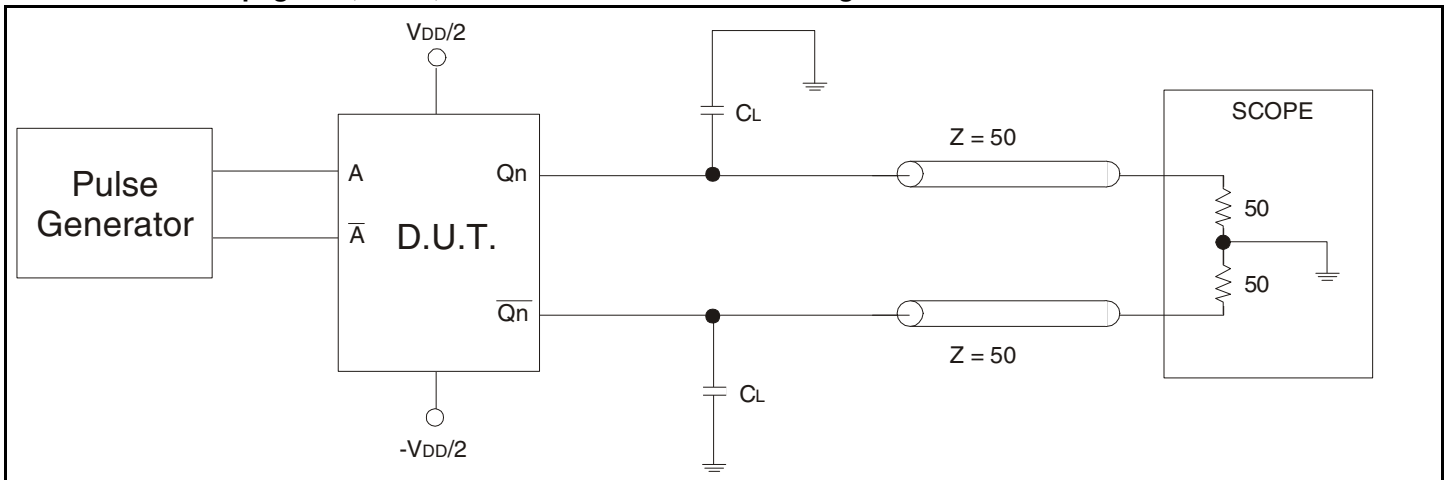 VDD/2
CL
SCOPE
Z = 50
Pulse
Generator
A
Qn
50
A
D.U.T.
50
Qn
Z = 50
CL
-VDD/2